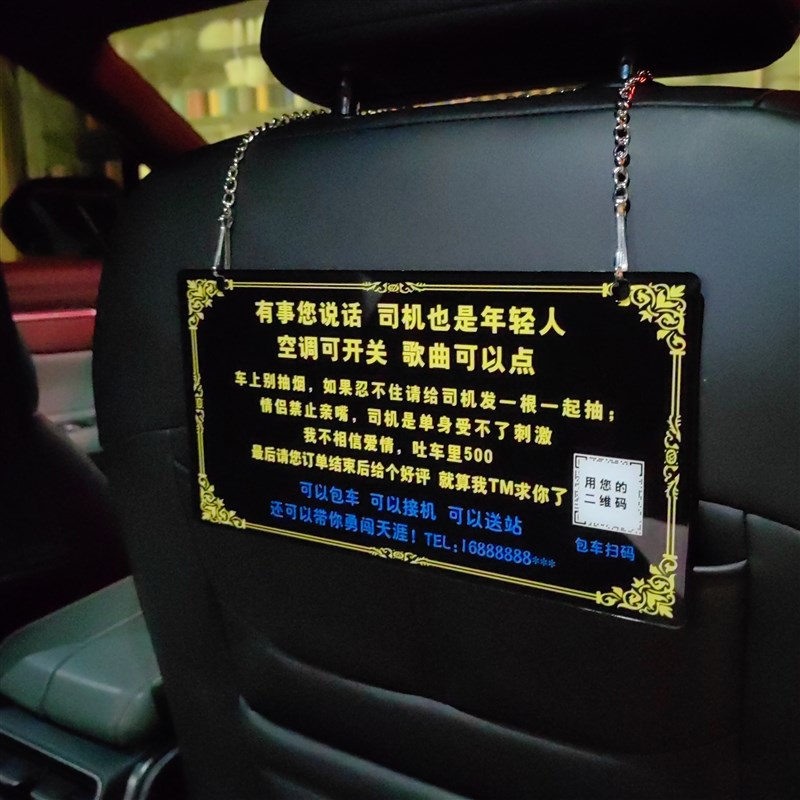 有事您说话 司机也是年轻人
空调可开关 歌曲可以点
车上别抽烟，如果忍不住请给司机发一根一起抽；
情侣禁止亲嘴，司机是单身受不了刺激
我不相信爱情，吐车里500
最后请您订单结束后给个好评 就算我TM求你了
可以包车 可以接机 可以送站
还可以带你勇闯天涯！TEL:16888888***
用您的
二维码
包车扫码